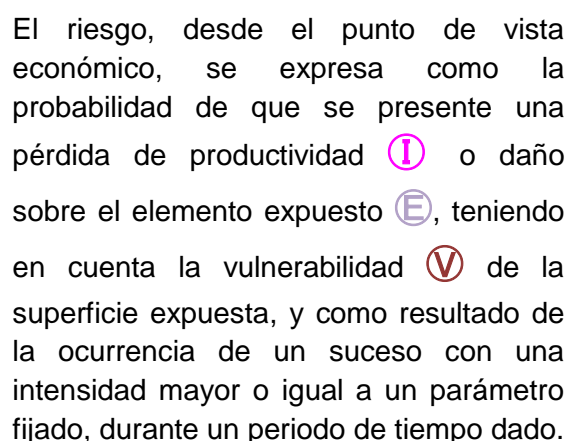 El riesgo, desde el punto de vista
económico, se expresa como la
probabilidad de que se presente una
pérdida de productividad Ⓘ o daño
sobre el elemento expuesto Ⓔ, teniendo
en cuenta la vulnerabilidad Ⓥ de la
superficie expuesta, y como resultado de
la ocurrencia de un suceso con una
intensidad mayor o igual a un parámetro
fijado, durante un periodo de tiempo dado.